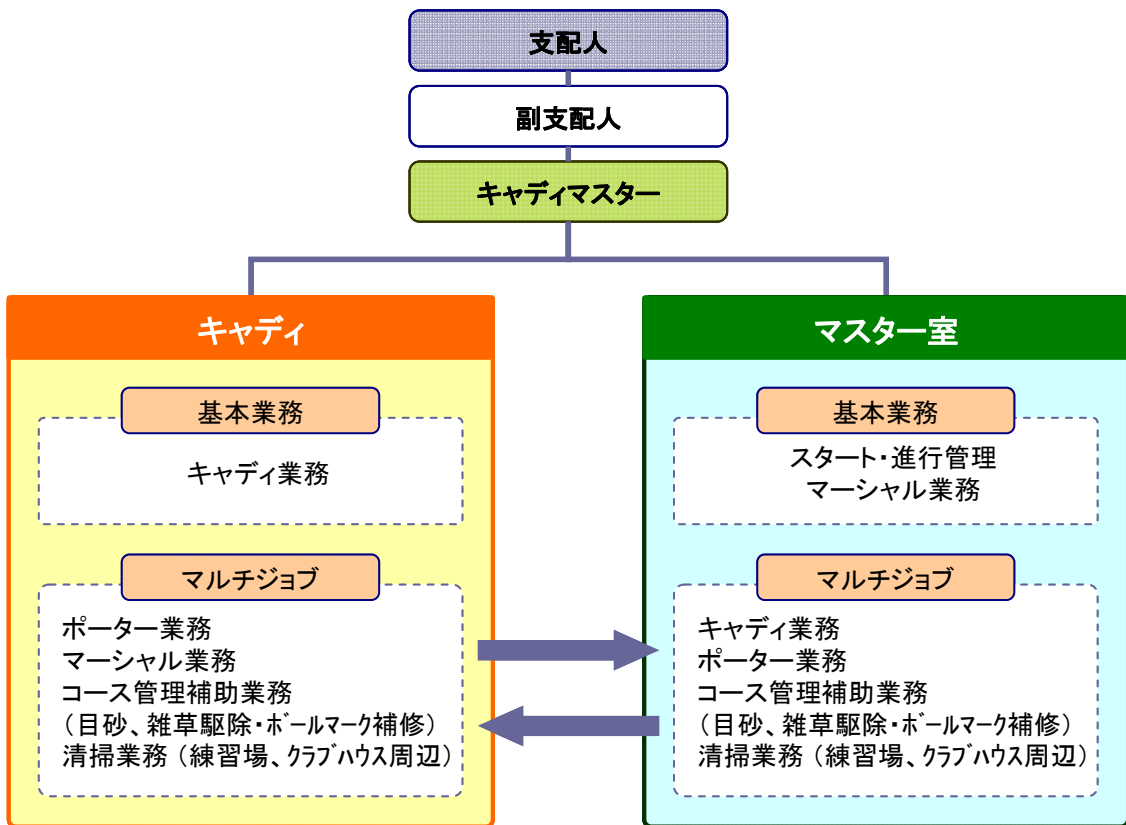 支配人
副支配人
キャディマスター
キャディ
基本業務
キャディ業務
マルチジョブ
ポーター業務
マーシャル業務
コース管理補助業務
（目砂、雑草駆除・ﾎﾞｰﾙマーク補修）
清掃業務（練習場、ｸﾗﾌﾞﾊｳｽ周辺）
マスター室
基本業務
スタート・進行管理
マーシャル業務
マルチジョブ
キャディ業務
ポーター業務
コース管理補助業務
（目砂、雑草駆除・ﾎﾞｰﾙマーク補修）
清掃業務（練習場、ｸﾗﾌﾞﾊｳｽ周辺）